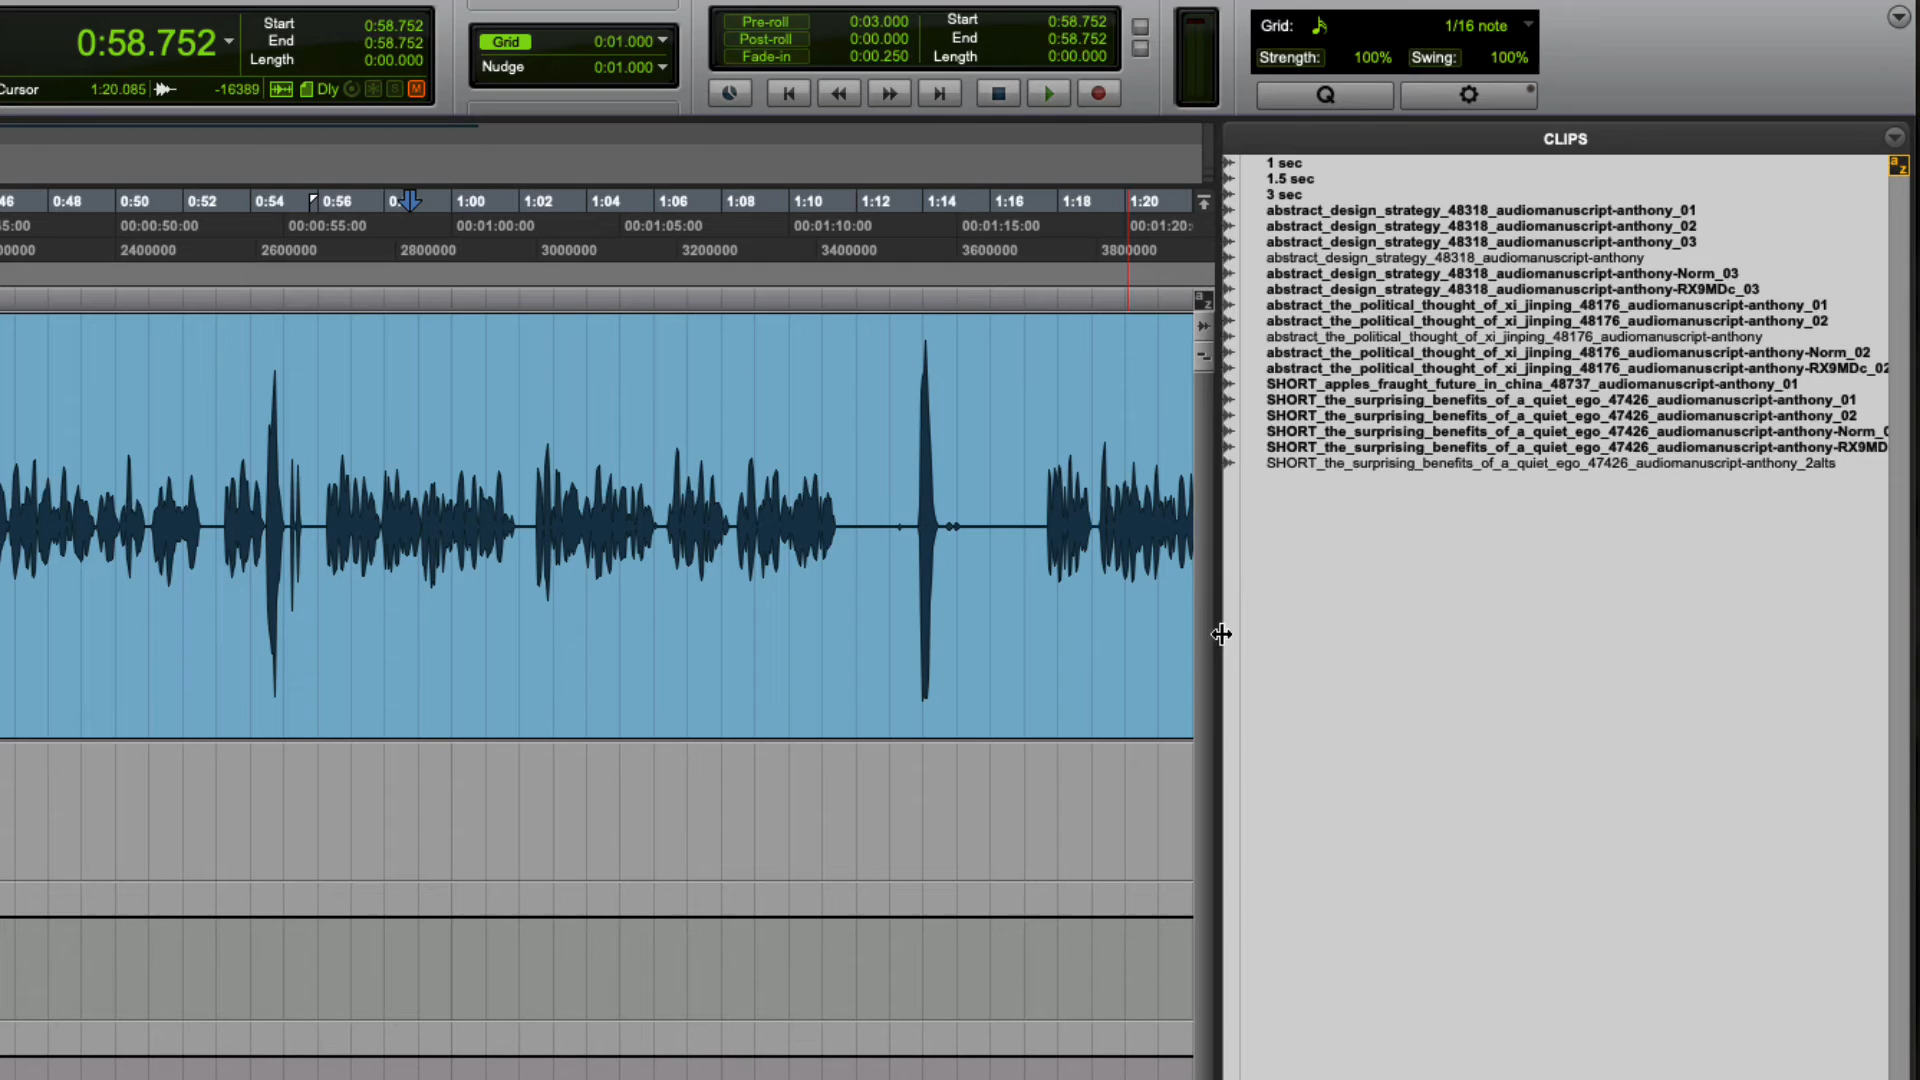 0:58.752
Start 0:58.752
End 0:58.752
Length 0:00.000
Cursor 1:20.085 -16389 Dly S M
Grid 0:01.000
Nudge 0:01.000
Pre-roll 0:03.000
Post-roll 0:00.000
Fade-in 0:00.250
Start 0:58.752
End 0:58.752
Length 0:00.000
Grid: 1/16 note
Strength: 100% Swing: 100%
Q
46 0:48 0:50 0:52 0:54 0:56 0: 1:00 1:02 1:04 1:06 1:08 1:10 1:12 1:14 1:16 1:18 1:20
45:00 00:00:50:00 00:00:55:00 00:01:00:00 00:01:05:00 00:01:10:00 00:01:15:00 00:01:20:
00000 2400000 2600000 2800000 3000000 3200000 3400000 3600000 3800000
a z
CLIPS
a z
1 sec
1.5 sec
3 sec
abstract_design_strategy_48318_audiomanuscript-anthony_01
abstract_design_strategy_48318_audiomanuscript-anthony_02
abstract_design_strategy_48318_audiomanuscript-anthony_03
abstract_design_strategy_48318_audiomanuscript-anthony
abstract_design_strategy_48318_audiomanuscript-anthony-Norm_03
abstract_design_strategy_48318_audiomanuscript-anthony-RX9MDc_03
abstract_the_political_thought_of_xi_jinping_48176_audiomanuscript-anthony_01
abstract_the_political_thought_of_xi_jinping_48176_audiomanuscript-anthony_02
abstract_the_political_thought_of_xi_jinping_48176_audiomanuscript-anthony
abstract_the_political_thought_of_xi_jinping_48176_audiomanuscript-anthony-Norm_02
abstract_the_political_thought_of_xi_jinping_48176_audiomanuscript-anthony-RX9MDc_02
SHORT_apples_fraught_future_in_china_48737_audiomanuscript-anthony_01
SHORT_the_surprising_benefits_of_a_quiet_ego_47426_audiomanuscript-anthony_01
SHORT_the_surprising_benefits_of_a_quiet_ego_47426_audiomanuscript-anthony_02
SHORT_the_surprising_benefits_of_a_quiet_ego_47426_audiomanuscript-anthony-Norm_0
SHORT_the_surprising_benefits_of_a_quiet_ego_47426_audiomanuscript-anthony-RX9MD
SHORT_the_surprising_benefits_of_a_quiet_ego_47426_audiomanuscript-anthony_2alts